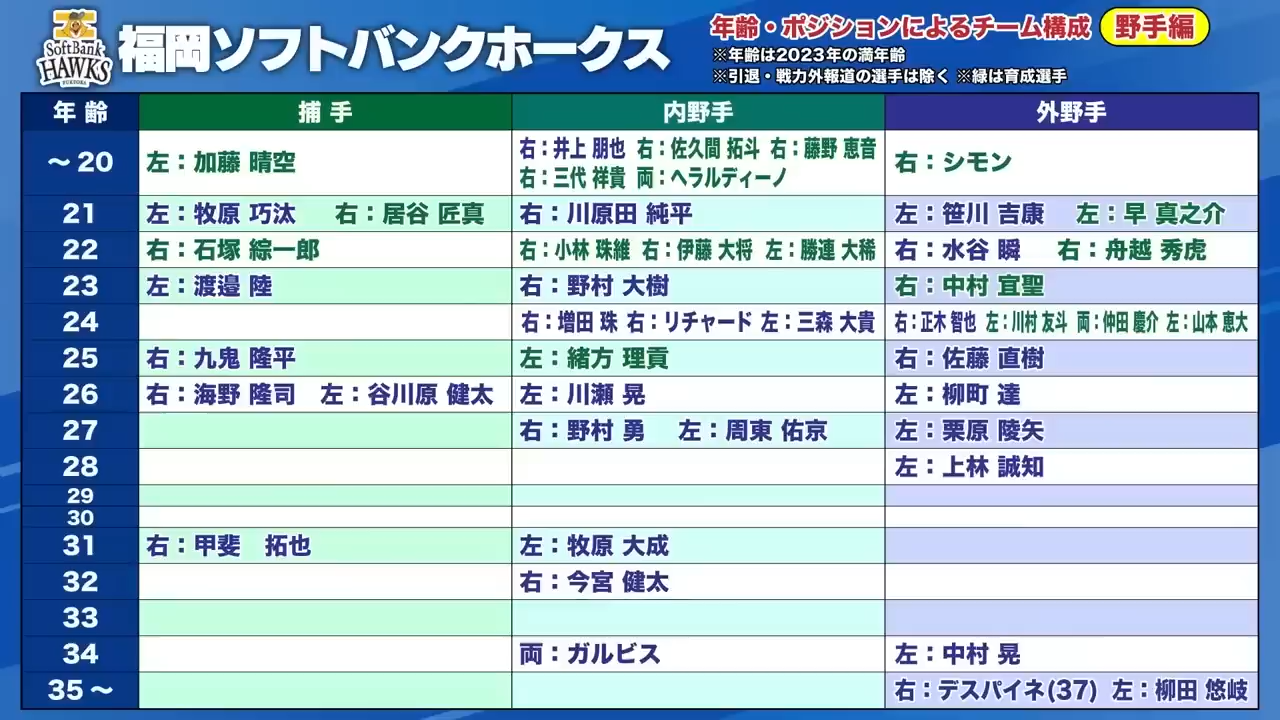 SoftBank
HAWKS
FUKUOKA
福岡ソフトバンクホークス
年齢・ポジションによるチーム構成 野手編
※年齢は2023年の満年齢
※引退・戦力外報道の選手は除く ※緑は育成選手
年 齢 捕 手 内野手 外野手
～20 左：加藤 晴空 右：井上 朋也 右：佐久間 拓斗 右：藤野 恵音 右：シモン
右：三代 祥貴 両：ヘラルディーノ
21 左：牧原 巧汰 右：居谷 匠真 右：川原田 純平 左：笹川 吉康 左：早 真之介
22 右：石塚 綜一郎 右：小林 珠維 右：伊藤 大将 左：勝連 大稀 右：水谷 瞬 右：舟越 秀虎
23 左：渡邉 陸 右：野村 大樹 右：中村 宜聖
24 右：増田 珠 右：リチャード 左：三森 大貴 右：正木 智也 左：川村 友斗 両：仲田 慶介 左：山本 恵大
25 右：九鬼 隆平 左：緒方 理貢 右：佐藤 直樹
26 右：海野 隆司 左：谷川原 健太 左：川瀬 晃 左：柳町 達
27 右：野村 勇 左：周東 佑京 左：栗原 陵矢
28 左：上林 誠知
29
30
31 右：甲斐 拓也 左：牧原 大成
32 右：今宮 健太
33
34 両：ガルビス 左：中村 晃
35～ 右：デスパイネ(37) 左：柳田 悠岐